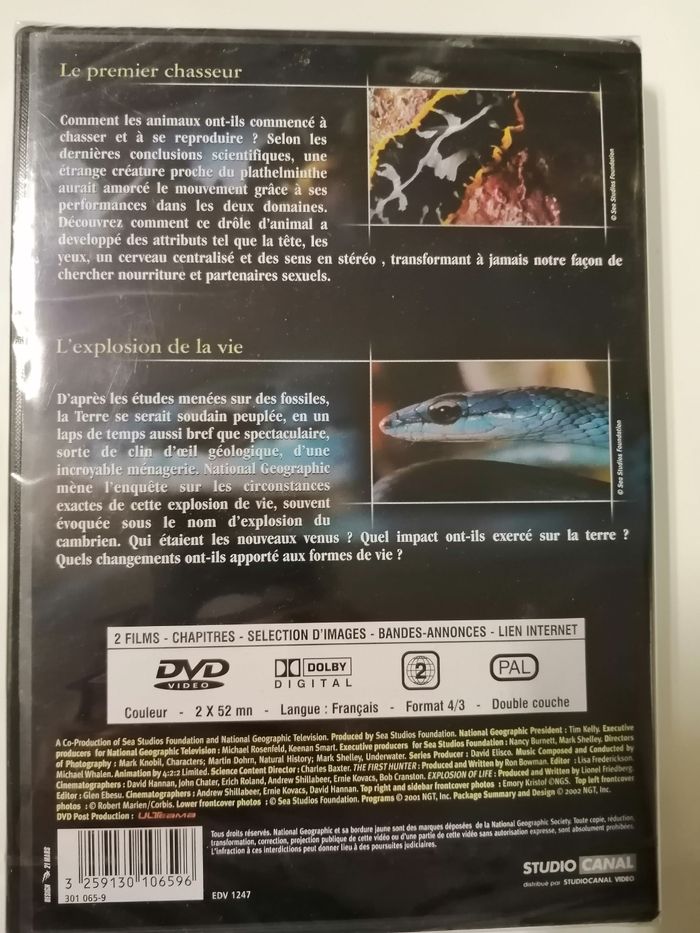 Le premier chasseur
Comment les animaux ont-ils commencé à
chasser et à se reproduire ? Selon les
dernières conclusions scientifiques, une
étrange créature proche du plathelminthe
aurait amorcé le mouvement grâce à ses
performances dans les deux domaines.
Découvrez comment ce drôle d'animal a
developpé des attributs tel que la tête, les
yeux, un cerveau centralisé et des sens en stéréo , transformant à jamais notre façon de
chercher nourriture et partenaires sexuels.
© Sea Studios Foundation
L'explosion de la vie
D'après les études menées sur des fossiles,
la Terre se serait soudain peuplée, en un
laps de temps aussi bref que spectaculaire,
sorte de clin d'œil géologique, d'une
incroyable ménagerie. National Geographic
mène l'enquête sur les circonstances
exactes de cette explosion de vie, souvent
évoquée sous le nom d'explosion du
cambrien. Qui étaient les nouveaux venus ? Quel impact ont-ils exercé sur la terre ?
Quels changements ont-ils apporté aux formes de vie ?
© Sea Studios Foundation
2 FILMS - CHAPITRES - SELECTION D'IMAGES - BANDES-ANNONCES - LIEN INTERNET
DVD VIDEO
DOLBY DIGITAL
2
PAL
Couleur - 2 X 52 mn - Langue : Français - Format 4/3 - Double couche
A Co-Production of Sea Studios Foundation and National Geographic Television. Produced by Sea Studios Foundation. National Geographic President : Tim Kelly. Executive
producers for National Geographic Television : Michael Rosenfeld, Keenan Smart. Executive producers for Sea Studios Foundation : Nancy Burnett, Mark Shelley. Directors
of Photography : Mark Knobil, Characters; Martin Dohrn, Natural History; Mark Shelley, Underwater. Series Producer : David Elisco. Music Composed and Conducted by
Michael Whalen. Animation by 4:2:2 Limited. Science Content Director : Charles Baxter. THE FIRST HUNTER : Produced and Written by Ron Bowman. Editor : Lisa Frederickson.
Cinematographers : David Hannan, John Chater, Erich Roland, Andrew Shillabeer, Ernie Kovacs, Bob Cranston. EXPLOSION OF LIFE : Produced and Written by Lionel Friedberg.
Editor : Glen Ebesu. Cinematographers : Andrew Shillabeer, Ernie Kovacs, David Hannan. Top right and sidebar frontcover photos : Emory Kristof ©NGS. Top left frontcover
photos : © Robert Marien/Corbis. Lower frontcover photos : © Sea Studios Foundation. Programs © 2001 NGT, Inc. Package Summary and Design © 2002 NGT, Inc.
DVD Post Production :
Tous droits réservés. National Geographic et sa bordure jaune sont des marques déposées de la National Geographic Society. Toute copie, réduction,
transformation, correction, projection publique de cette vidéo ou d'une partie de cette vidéo sans autorisation expresse, sont absolument prohibées.
L'infraction à ces interdictions peut donner lieu à des poursuites judiciaires.
DESIGN 21 MARS
3 259130 106596
301 065-9
EDV 1247
STUDIO CANAL
distribué par STUDIOCANAL VIDEO